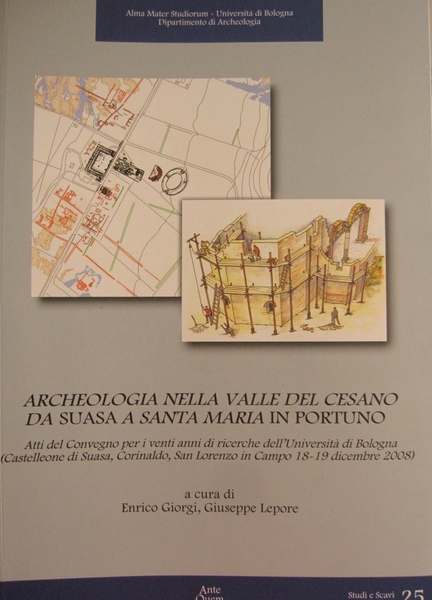 Alma Mater Studiorum - Università di Bologna
Dipartimento di Archeologia
ARCHEOLOGIA NELLA VALLE DEL CESANO
DA SUASA A SANTA MARIA IN PORTUNO
Atti del Convegno per i venti anni di ricerche dell'Università di Bologna
(Castelleone di Suasa, Corinaldo, San Lorenzo in Campo 18-19 dicembre 2008)
a cura di
Enrico Giorgi, Giuseppe Lepore
Ante
Quem
Studi e Scavi 25